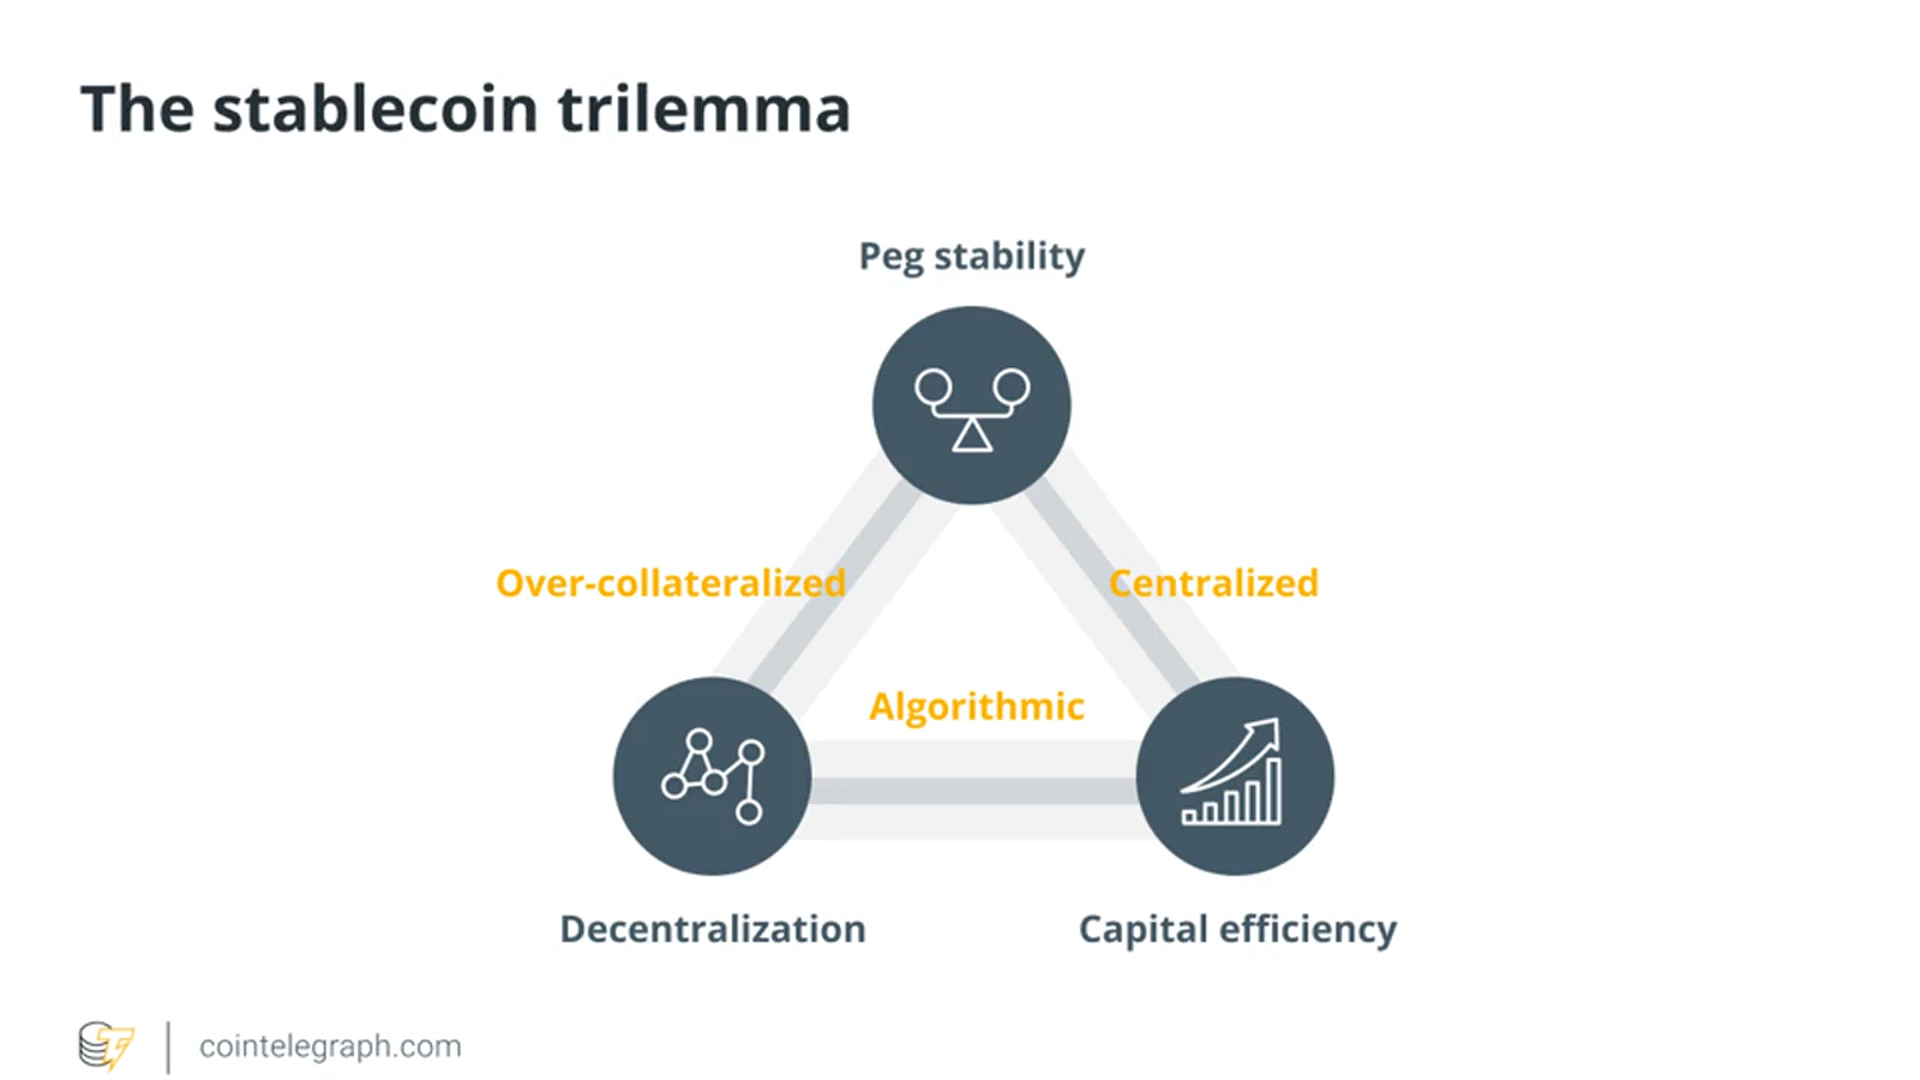 The stablecoin trilemma
Peg stability
Over-collateralized
Centralized
Algorithmic
Decentralization
Capital efficiency
cointelegraph.com